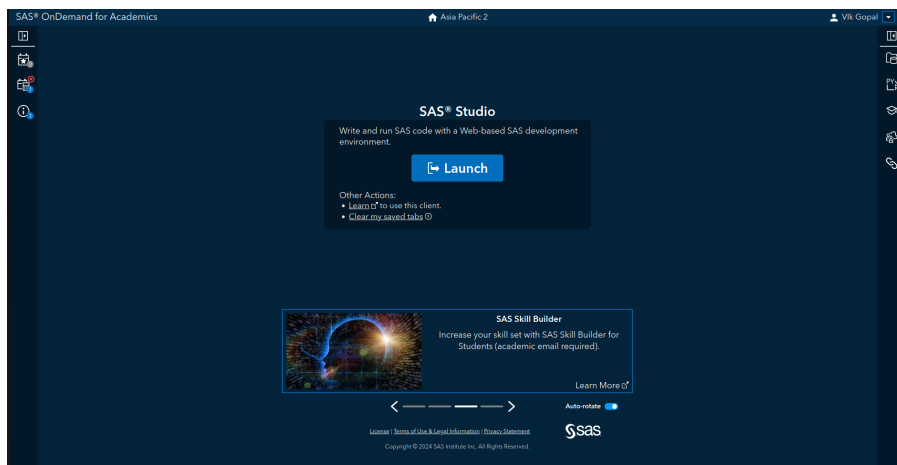 SAS® OnDemand for Academics
Asia Pacific 2
Vlk Gopal
SAS® Studio
Write and run SAS code with a Web-based SAS development
environment.
Launch
Other Actions:
• Learn to use this client.
• Clear my saved tabs
SAS Skill Builder
Increase your skill set with SAS Skill Builder for
Students (academic email required).
Learn More
Auto-rotate
License | Terms of Use & Legal Information | Privacy Statement
sas
Copyright © 2024 SAS Institute Inc. All Rights Reserved.